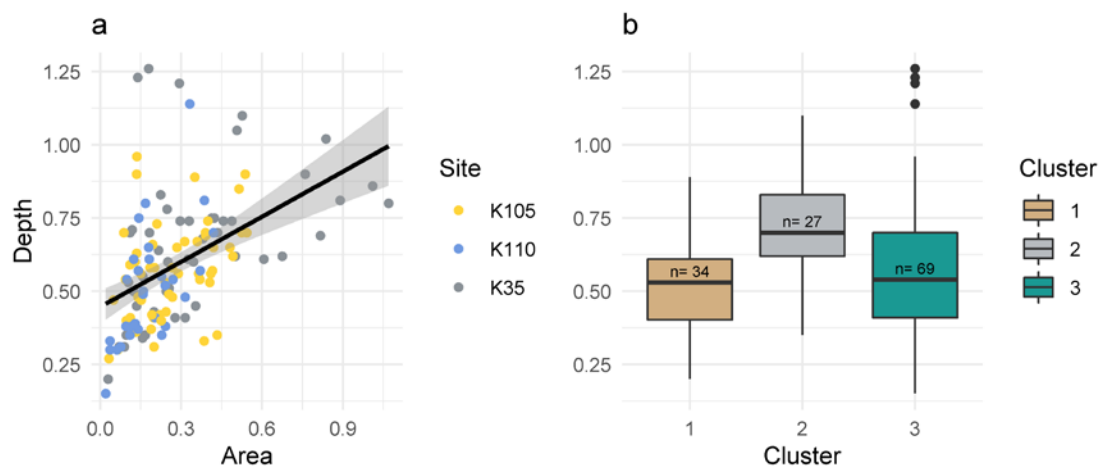 a
Depth
1.25
1.00
0.75
0.50
0.25
0.0 0.3 0.6 0.9
Area
Site
K105
K110
K35
b
1.25
1.00
0.75
0.50
0.25
n= 34
n= 27
n= 69
1 2 3
Cluster
Cluster
1
2
3